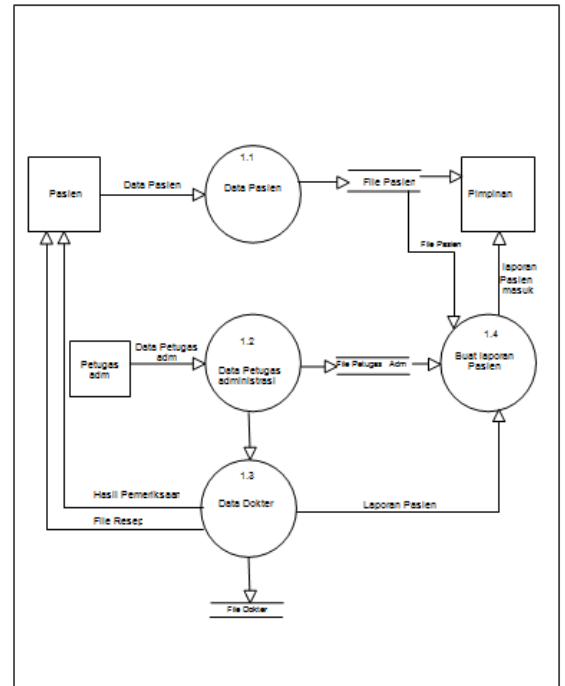 1.1
Pasien
Data Pasien
Data Pasien
File Pasien
Pimpinan
File Pasien
laporan
Pasien
masuk
1.2
1.4
Petugas
adm
Data Petugas
adm
Data Petugas
administrasi
File Petugas Adm
Buat laporan
Pasien
1.3
Hasil Pemeriksaar
Data Dokter
Laporan Pasien
File Resep
File Dokter